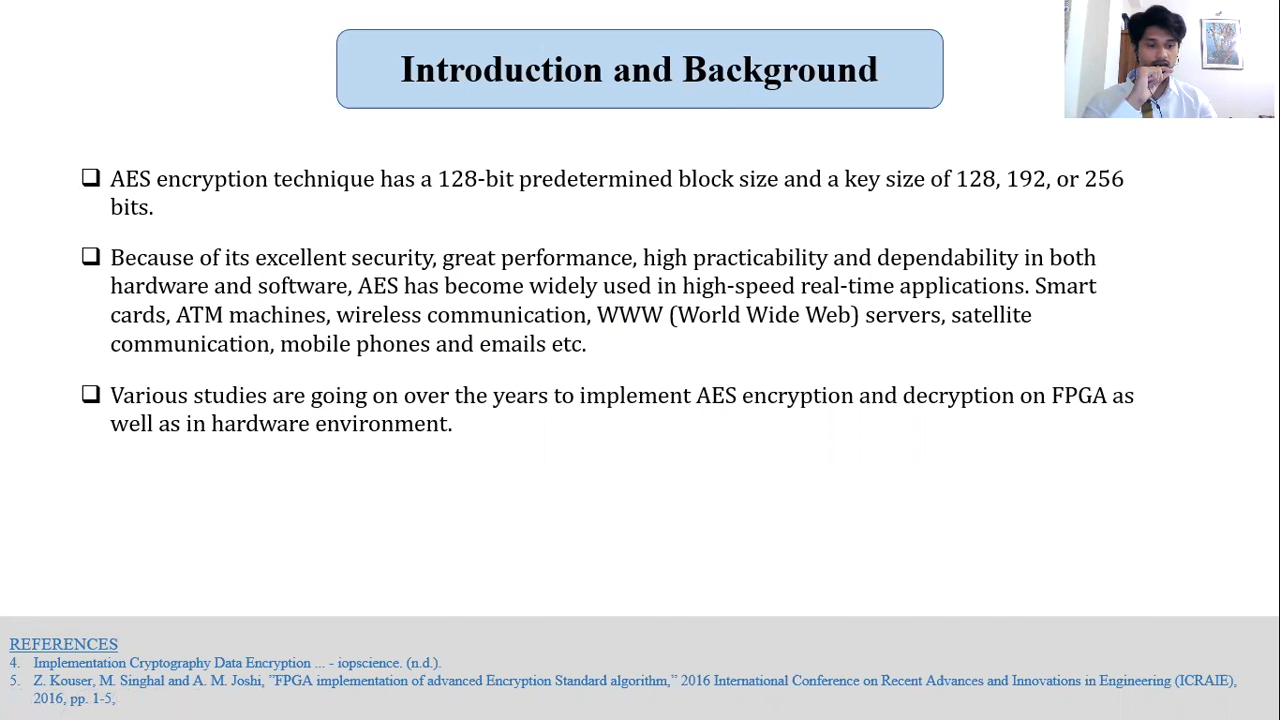 Introduction and Background
❑ AES encryption technique has a 128-bit predetermined block size and a key size of 128, 192, or 256
bits.
❑ Because of its excellent security, great performance, high practicability and dependability in both
hardware and software, AES has become widely used in high-speed real-time applications. Smart
cards, ATM machines, wireless communication, WWW (World Wide Web) servers, satellite
communication, mobile phones and emails etc.
❑ Various studies are going on over the years to implement AES encryption and decryption on FPGA as
well as in hardware environment.
REFERENCES
4. Implementation Cryptography Data Encryption ... - iopscience. (n.d.).
5. Z. Kouser, M. Singhal and A. M. Joshi, "FPGA implementation of advanced Encryption Standard algorithm," 2016 International Conference on Recent Advances and Innovations in Engineering (ICRAIE),
2016, pp. 1-5,